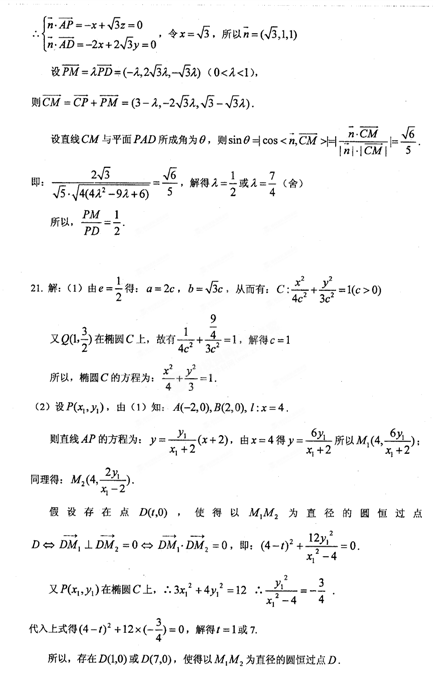 ∴ { n⃗·AP⃗ = −x + √3z = 0
n⃗·AD⃗ = −2x + 2√3y = 0 ，令 x = √3，所以 n⃗ = (√3,1,1)
设 PM⃗ = λPD⃗ = (−λ,2√3λ,−√3λ)（0<λ<1），
则 CM⃗ = CP⃗ + PM⃗ = (3−λ,−2√3λ,√3−√3λ).
设直线CM 与平面 PAD 所成角为θ，则 sinθ =| cos < n⃗,CM⃗ >|=| n⃗·CM⃗ / |n⃗|·|CM⃗| |= √6/5.
即：2√3 / (√5·√(4(4λ²−9λ+6))) = √6/5，解得 λ = 1/2 或 λ = 7/4（舍）
所以，PM/PD = 1/2.
21. 解：（1）由 e = 1/2 得：a = 2c，b = √3c，从而有：C: x²/4c² + y²/3c² = 1(c > 0)
又 Q(1,3/2) 在椭圆 C 上，故有 1/4c² + (9/4)/3c² = 1，解得 c = 1
所以，椭圆 C 的方程为：x²/4 + y²/3 = 1.
（2）设 P(x₁,y₁)，由（1）知：A(−2,0),B(2,0), l : x = 4.
则直线 AP 的方程为：y = y₁/(x₁+2) (x+2)，由 x = 4 得 y = 6y₁/(x₁+2) 所以 M₁(4, 6y₁/(x₁+2))；
同理得：M₂(4, 2y₁/(x₁−2)).
假设存在点 D(t,0)，使得以 M₁M₂ 为直径的圆恒过点
D ⇔ DM₁⃗ ⊥ DM₂⃗ = 0 ⇔ DM₁⃗·DM₂⃗ = 0，即：(4−t)² + 12y₁²/(x₁²−4) = 0.
又 P(x₁,y₁) 在椭圆 C 上，∴ 3x₁² + 4y₁² = 12 ∴ y₁²/(x₁²−4) = −3/4.
代入上式得 (4−t)² + 12×(−3/4) = 0，解得 t = 1 或 7.
所以，存在 D(1,0) 或 D(7,0)，使得以 M₁M₂ 为直径的圆恒过点 D.